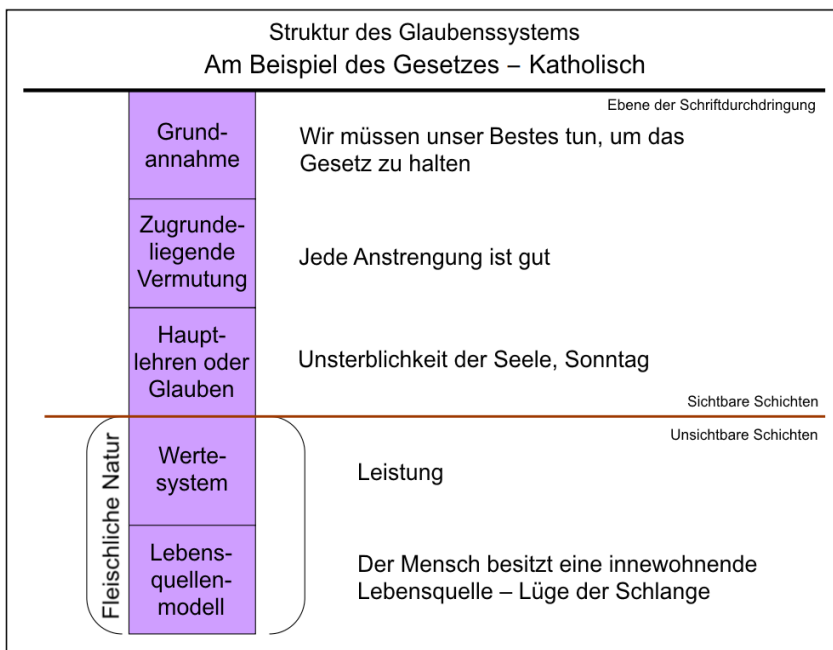 Struktur des Glaubenssystems
Am Beispiel des Gesetzes – Katholisch
Ebene der Schriftdurchdringung
Grund-
annahme
Wir müssen unser Bestes tun, um das
Gesetz zu halten
Zugrunde-
liegende
Vermutung
Jede Anstrengung ist gut
Haupt-
lehren oder
Glauben
Unsterblichkeit der Seele, Sonntag
Sichtbare Schichten
Unsichtbare Schichten
Fleischliche Natur
Werte-
system
Leistung
Lebens-
quellen-
modell
Der Mensch besitzt eine innewohnende
Lebensquelle – Lüge der Schlange